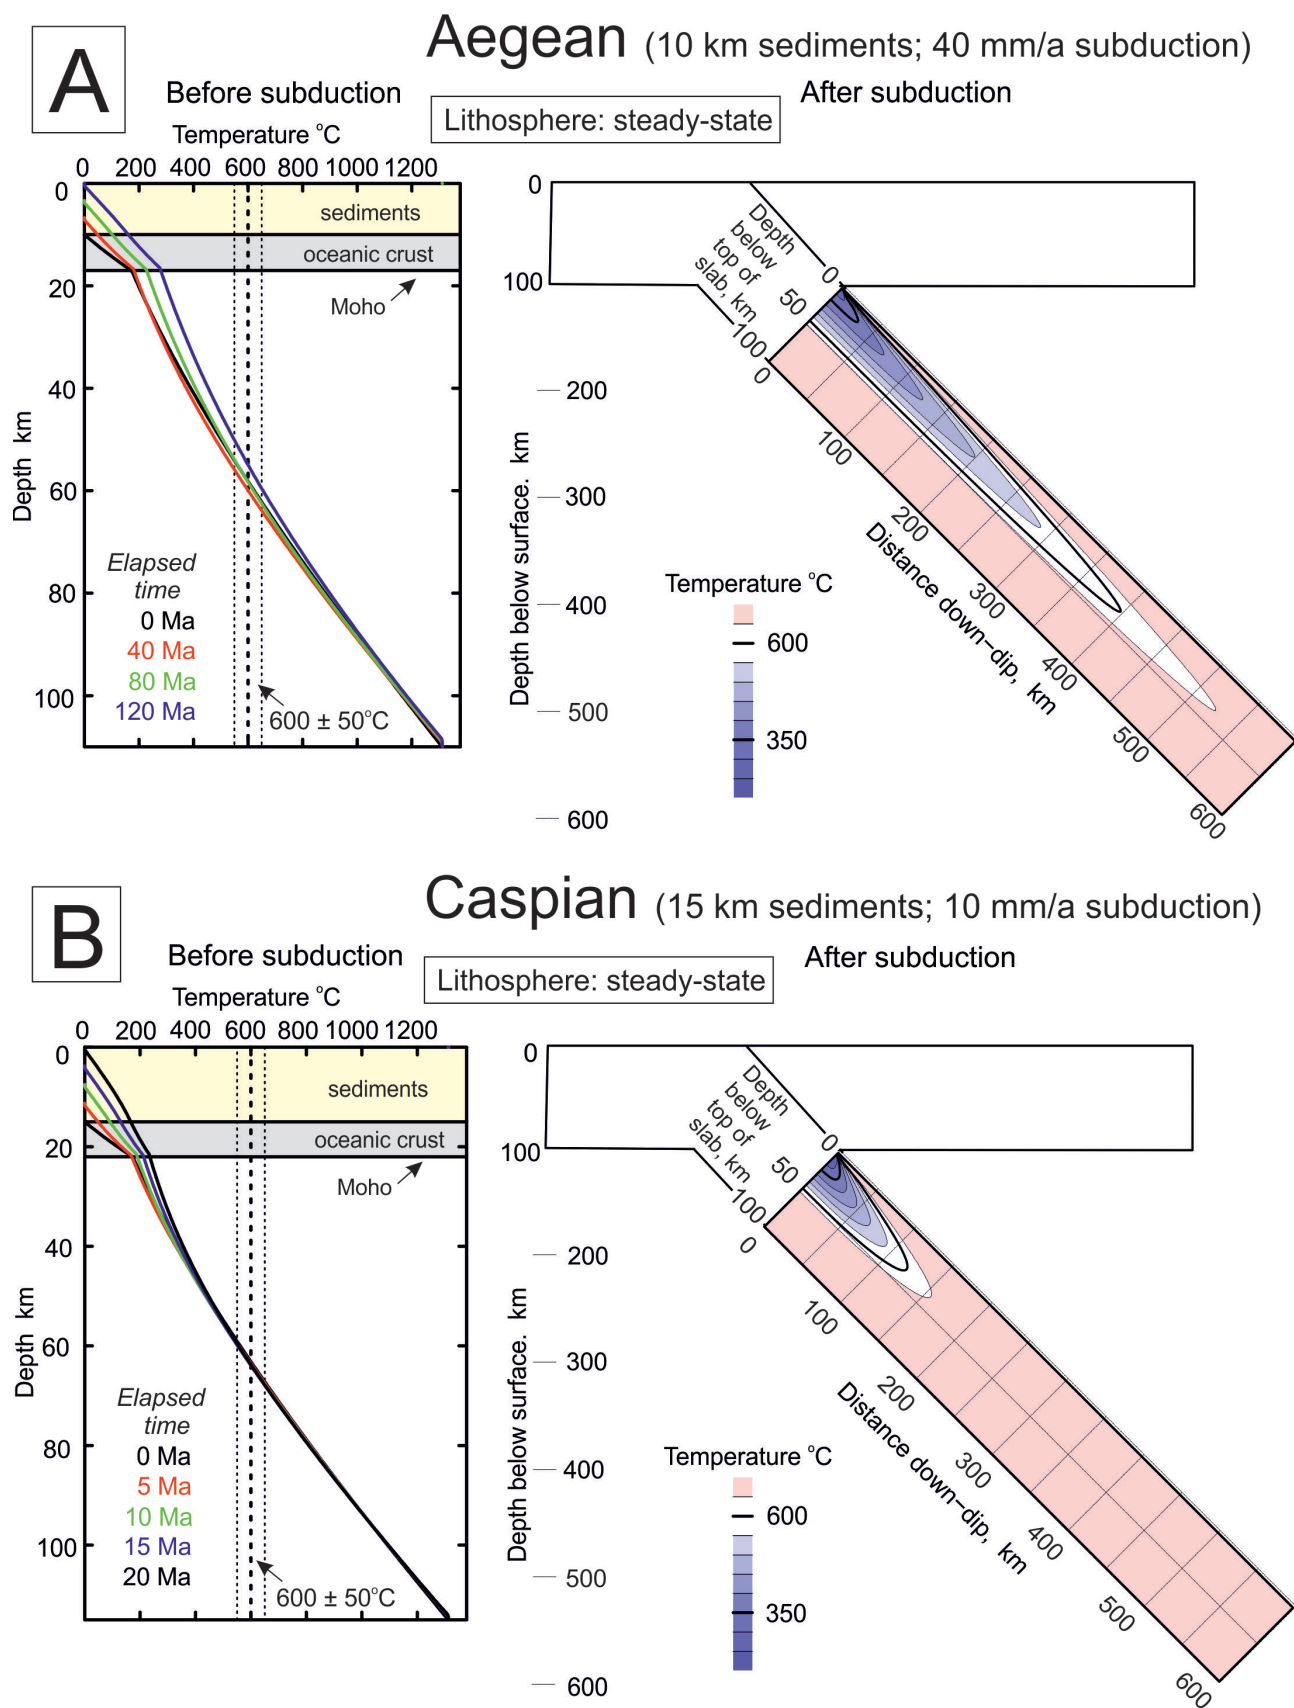 A
Aegean (10 km sediments; 40 mm/a subduction)
Before subduction
After subduction
Lithosphere: steady-state
Temperature °C
0 200 400 600 800 1000 1200
0
20
40
60
80
100
Depth km
sediments
oceanic crust
Moho
Elapsed
time
0 Ma
40 Ma
80 Ma
120 Ma
600 ± 50°C
0
100
200
300
400
500
600
Depth below surface. km
Depth
below
top of
slab, km
0
50
100
0
100
200
300
400
500
600
Distance down-dip, km
Temperature °C
600
350
B
Caspian (15 km sediments; 10 mm/a subduction)
Before subduction
After subduction
Lithosphere: steady-state
Temperature °C
0 200 400 600 800 1000 1200
0
20
40
60
80
100
Depth km
sediments
oceanic crust
Moho
Elapsed
time
0 Ma
5 Ma
10 Ma
15 Ma
20 Ma
600 ± 50°C
0
100
200
300
400
500
600
Depth below surface. km
Depth
below
top of
slab, km
0
50
100
0
100
200
300
400
500
600
Distance down-dip, km
Temperature °C
600
350